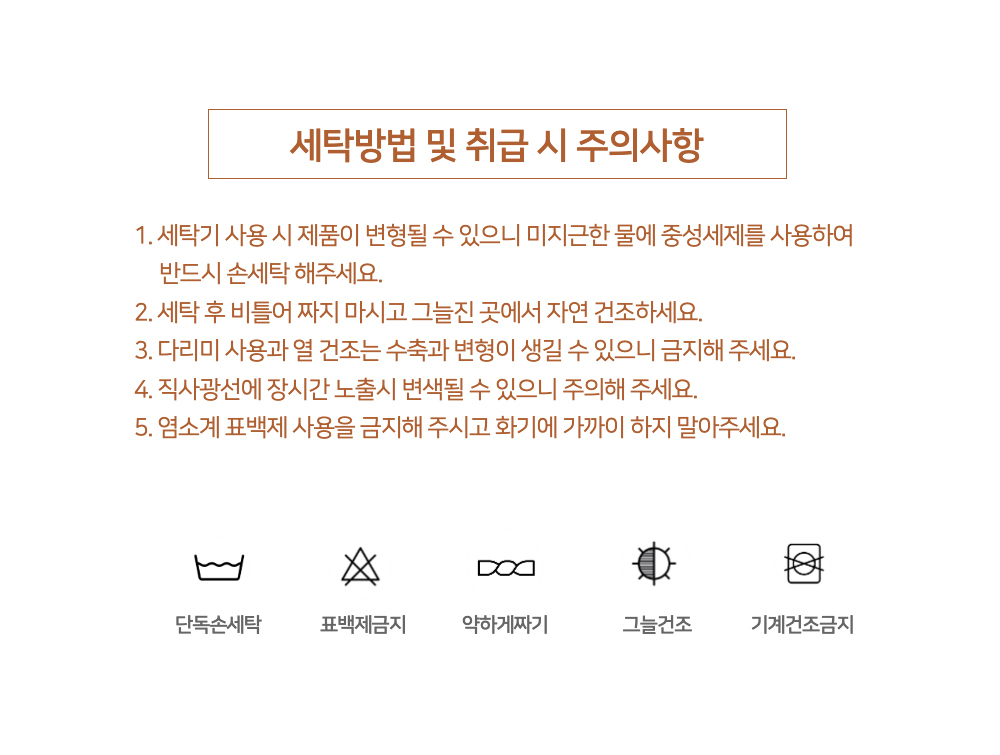 세탁방법 및 취급 시 주의사항
1. 세탁기 사용 시 제품이 변형될 수 있으니 미지근한 물에 중성세제를 사용하여
반드시 손세탁 해주세요.
2. 세탁 후 비틀어 짜지 마시고 그늘진 곳에서 자연 건조하세요.
3. 다리미 사용과 열 건조는 수축과 변형이 생길 수 있으니 금지해 주세요.
4. 직사광선에 장시간 노출시 변색될 수 있으니 주의해 주세요.
5. 염소계 표백제 사용을 금지해 주시고 화기에 가까이 하지 말아주세요.
단독손세탁 표백제금지 약하게짜기 그늘건조 기계건조금지